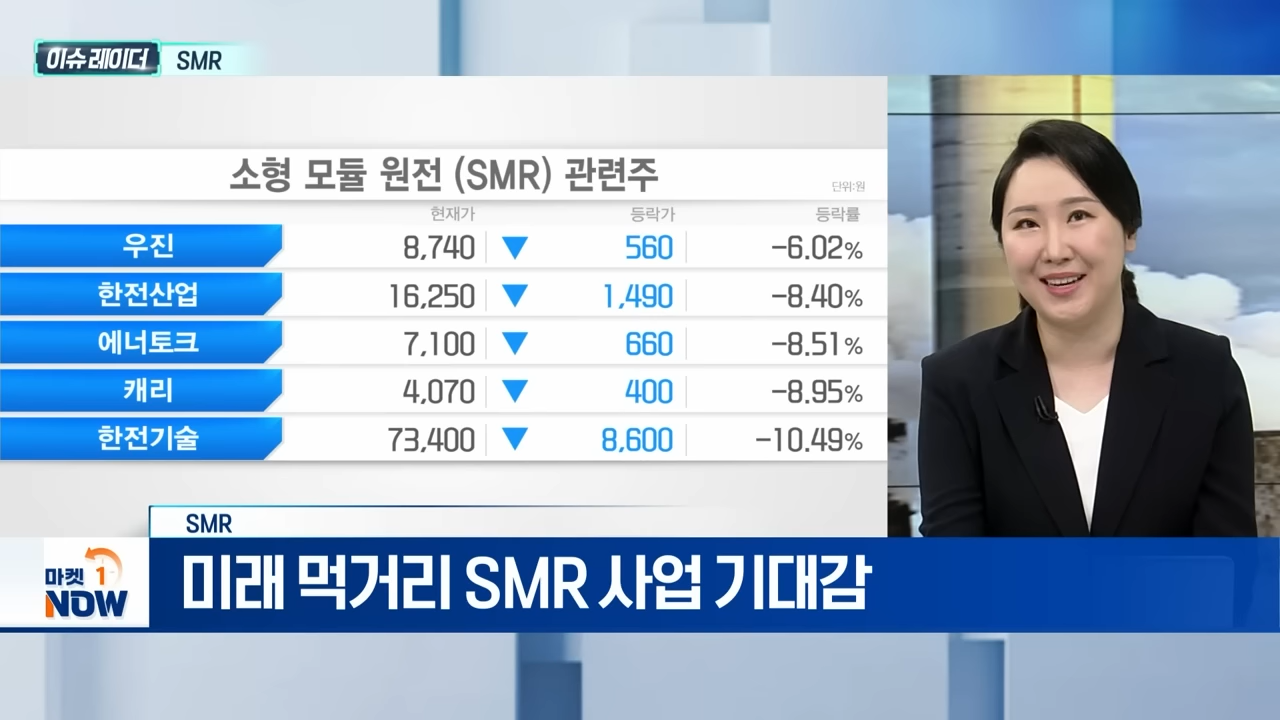 이슈레이더 SMR
소형 모듈 원전 (SMR) 관련주
단위:원
현재가 등락가 등락률
우진 8,740 ▼ 560 -6.02%
한전산업 16,250 ▼ 1,490 -8.40%
에너토크 7,100 ▼ 660 -8.51%
캐리 4,070 ▼ 400 -8.95%
한전기술 73,400 ▼ 8,600 -10.49%
SMR
마켓 1
NOW
미래 먹거리 SMR 사업 기대감